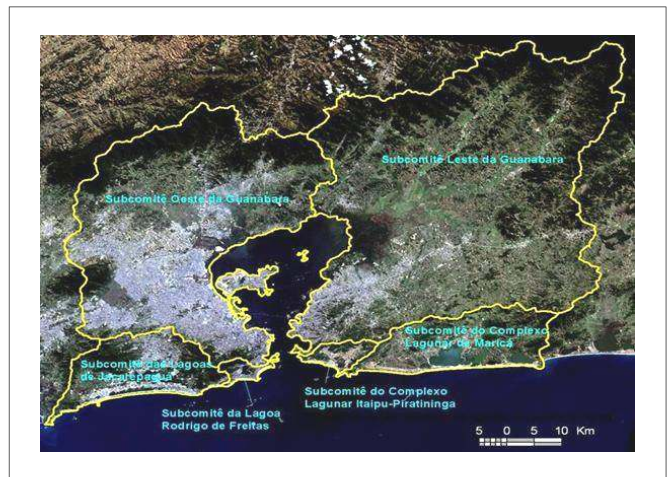 Subcomitê Leste da Guanabara
Subcomitê Oeste da Guanabara
Subcomitê do Complexo
Lagunar de Maricá
Subcomitê das Lagoas
de Jacarepaguá
Subcomitê do Complexo
Lagunar Itaipu-Piratininga
Subcomitê da Lagoa
Rodrigo de Freitas
5 0 5 10 Km